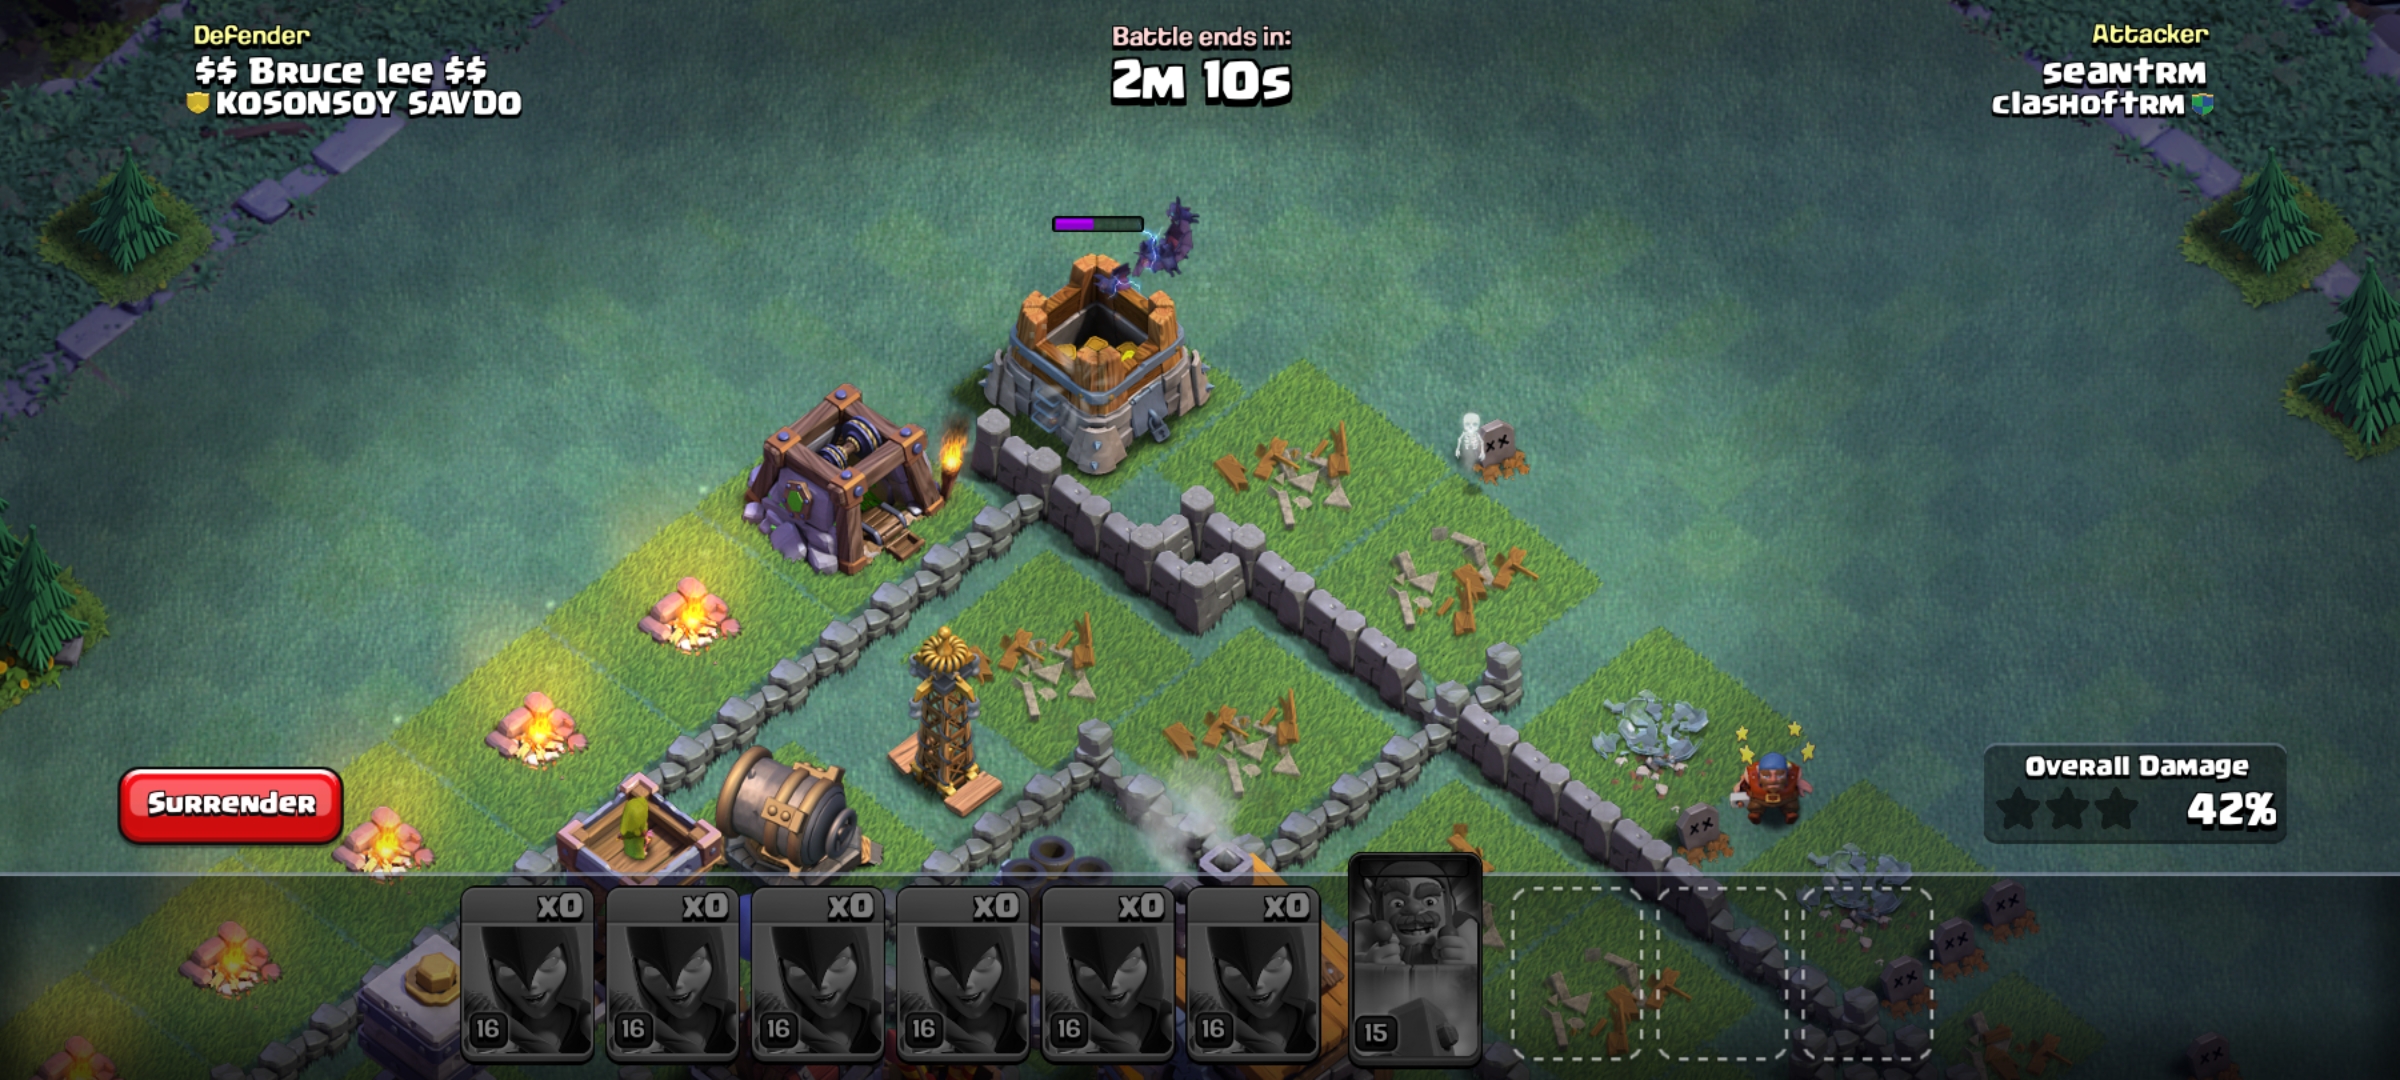 Defender
$$ Bruce lee $$
KOSONSOY SAVDO
Battle ends in:
2M 10s
Attacker
seantRM
clashoftRM
Surrender
Overall Damage
42%
x0
x0
x0
x0
x0
x0
16
16
16
16
16
16
15